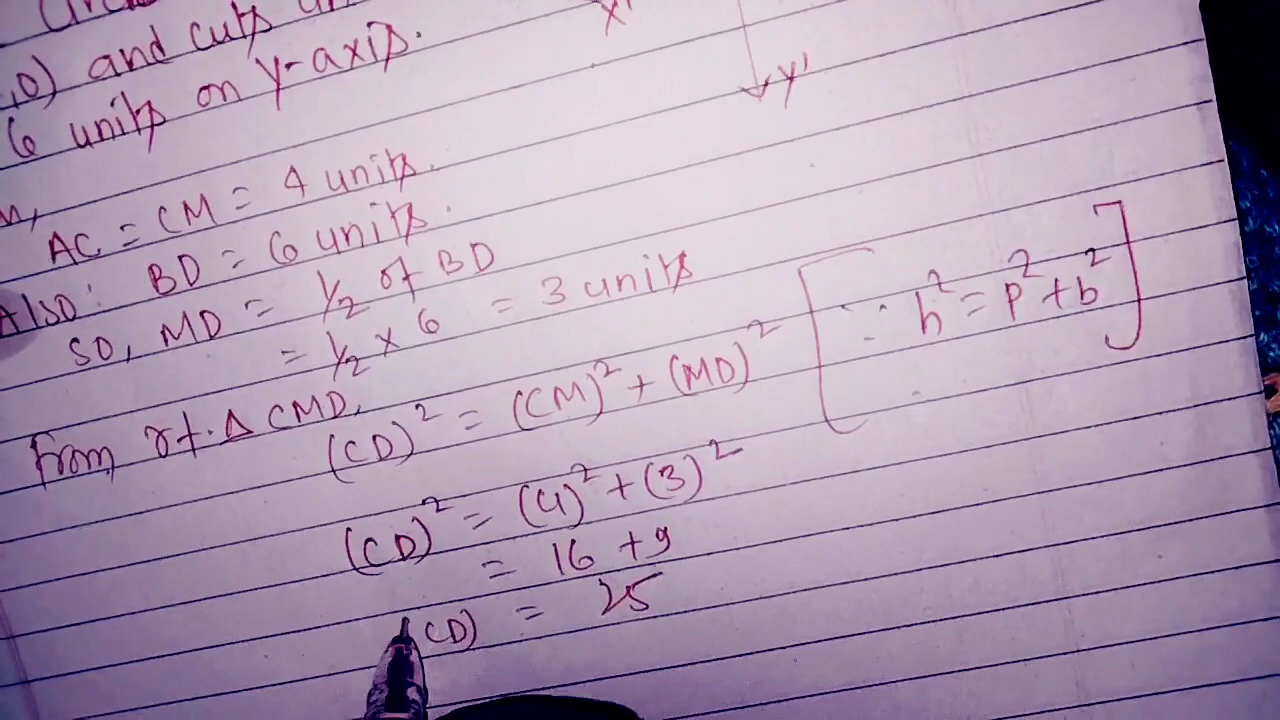 ,0) and cuts
6 units on y-axis.
X'
Y'
AC = CM = 4 units.
Also: BD = 6 units.
SO, MD = 1/2 of BD
= 1/2 × 6 = 3 units
From rt. Δ CMD,
(CD)² = (CM)² + (MD)² [∵ h² = p² + b²]
(CD)² = (4)² + (3)²
= 16 + 9
(CD) = 25